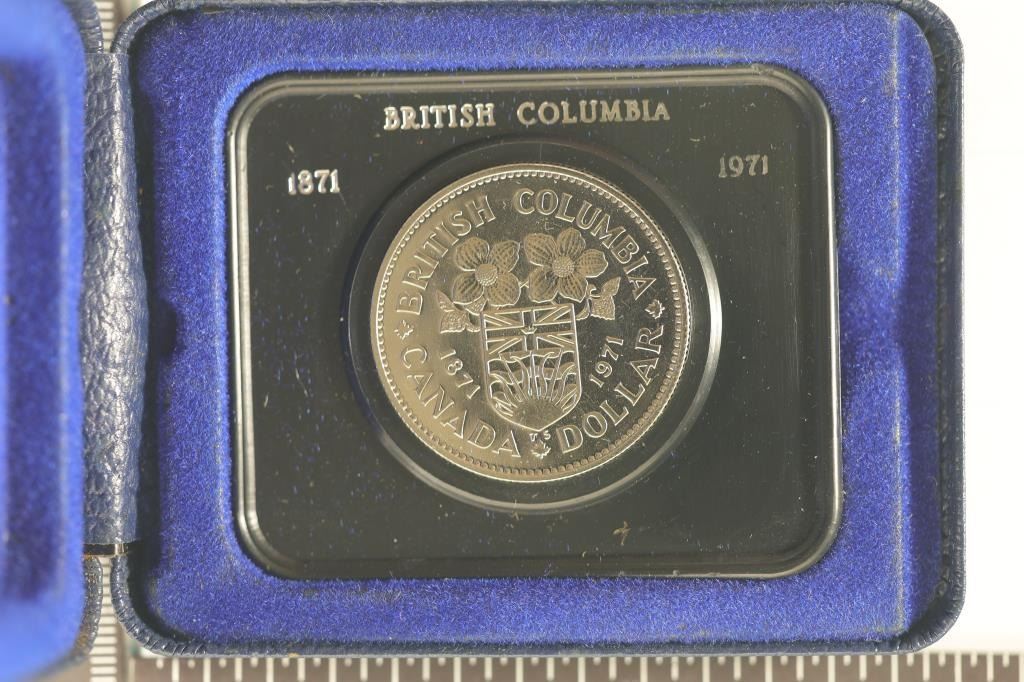 BRITISH COLUMBIA
1871
1971
BRITISH COLUMBIA
1871
1971
CANADA DOLLAR
T.S